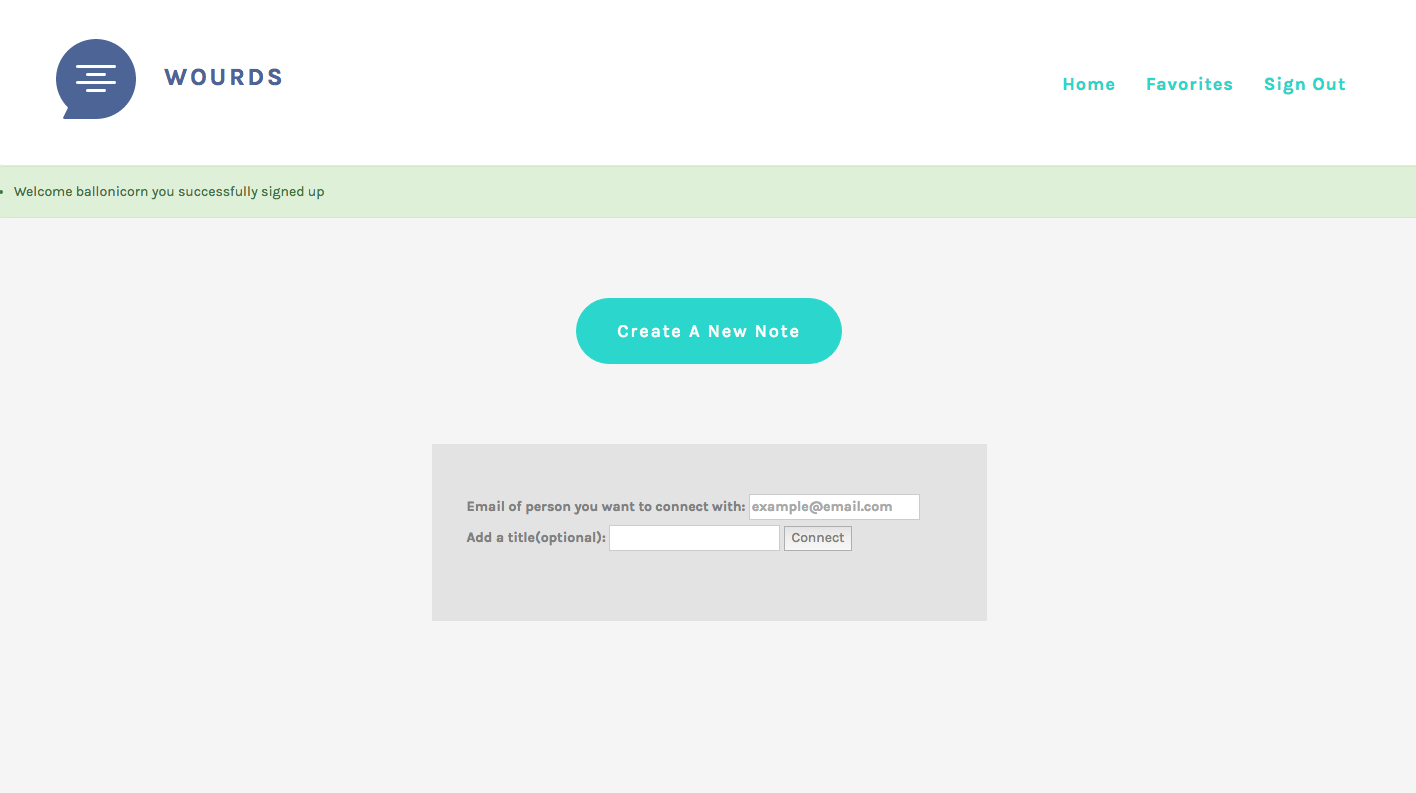 WOURDS
Home Favorites Sign Out
Welcome ballonicorn you successfully signed up
Create A New Note
Email of person you want to connect with: example@email.com
Add a title(optional): Connect